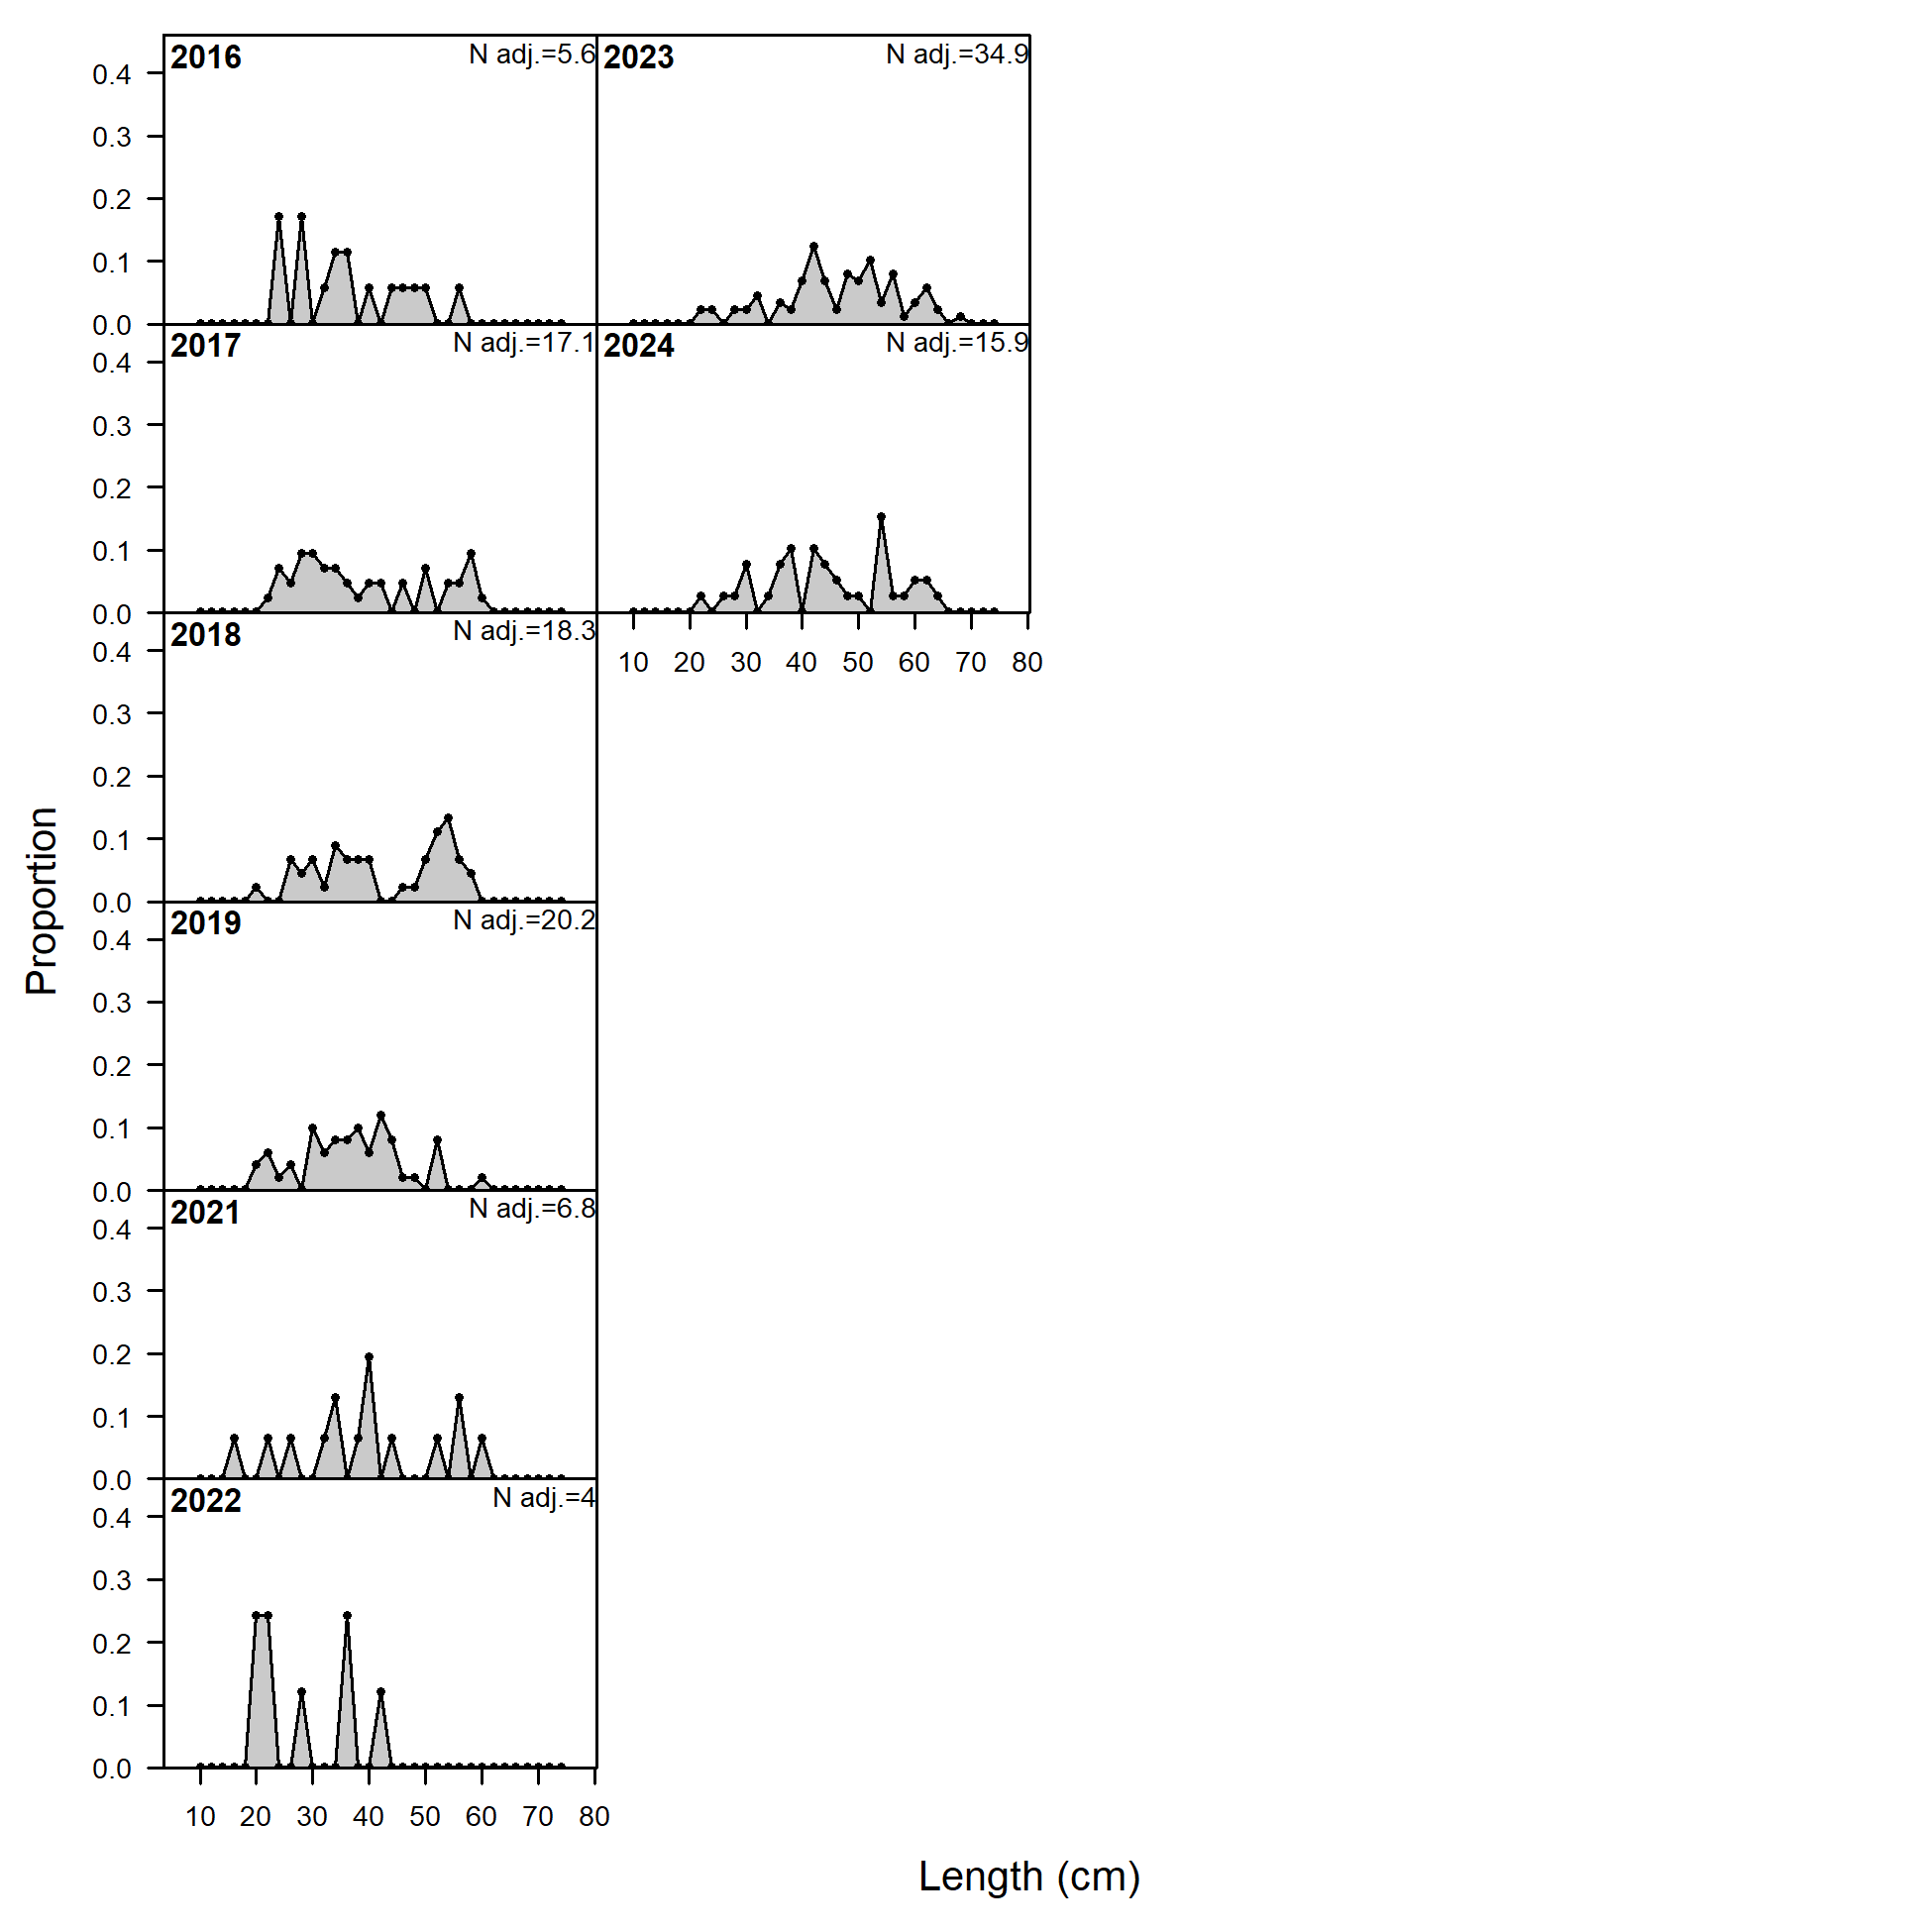 2016 N adj.=5.6
0.4
0.3
0.2
0.1
0.0
2017 N adj.=17.1
0.4
0.3
0.2
0.1
0.0
2018 N adj.=18.3
0.4
0.3
0.2
0.1
0.0
2019 N adj.=20.2
0.4
0.3
0.2
0.1
0.0
2021 N adj.=6.8
0.4
0.3
0.2
0.1
0.0
2022 N adj.=4
0.4
0.3
0.2
0.1
0.0
10 20 30 40 50 60 70 80
2023 N adj.=34.9
2024 N adj.=15.9
10 20 30 40 50 60 70 80
Proportion
Length (cm)